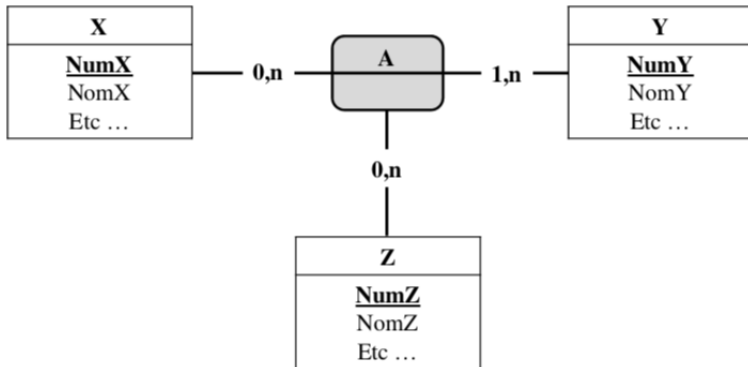 X
NumX
NomX
Etc …
0,n
A
1,n
Y
NumY
NomY
Etc …
0,n
Z
NumZ
NomZ
Etc …